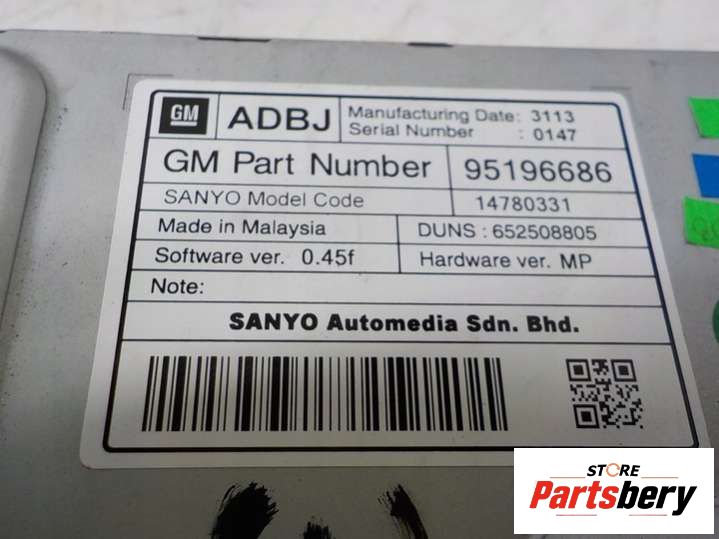 GM ADBJ Manufacturing Date: 3113
Serial Number : 0147
GM Part Number 95196686
SANYO Model Code 14780331
Made in Malaysia DUNS : 652508805
Software ver. 0.45f Hardware ver. MP
Note:
SANYO Automedia Sdn. Bhd.
STORE
Partsbery